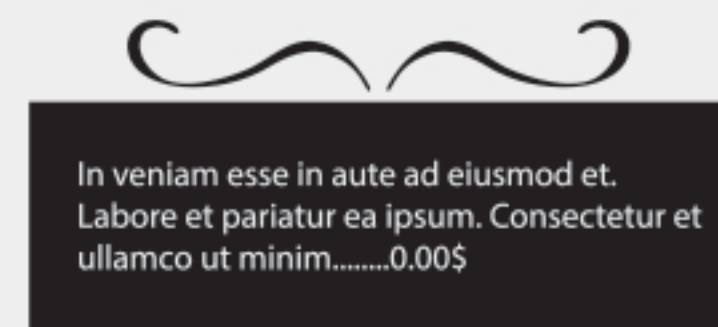 In veniam esse in aute ad eiusmod et.
Labore et pariatur ea ipsum. Consectetur et
ullamco ut minim........0.00$